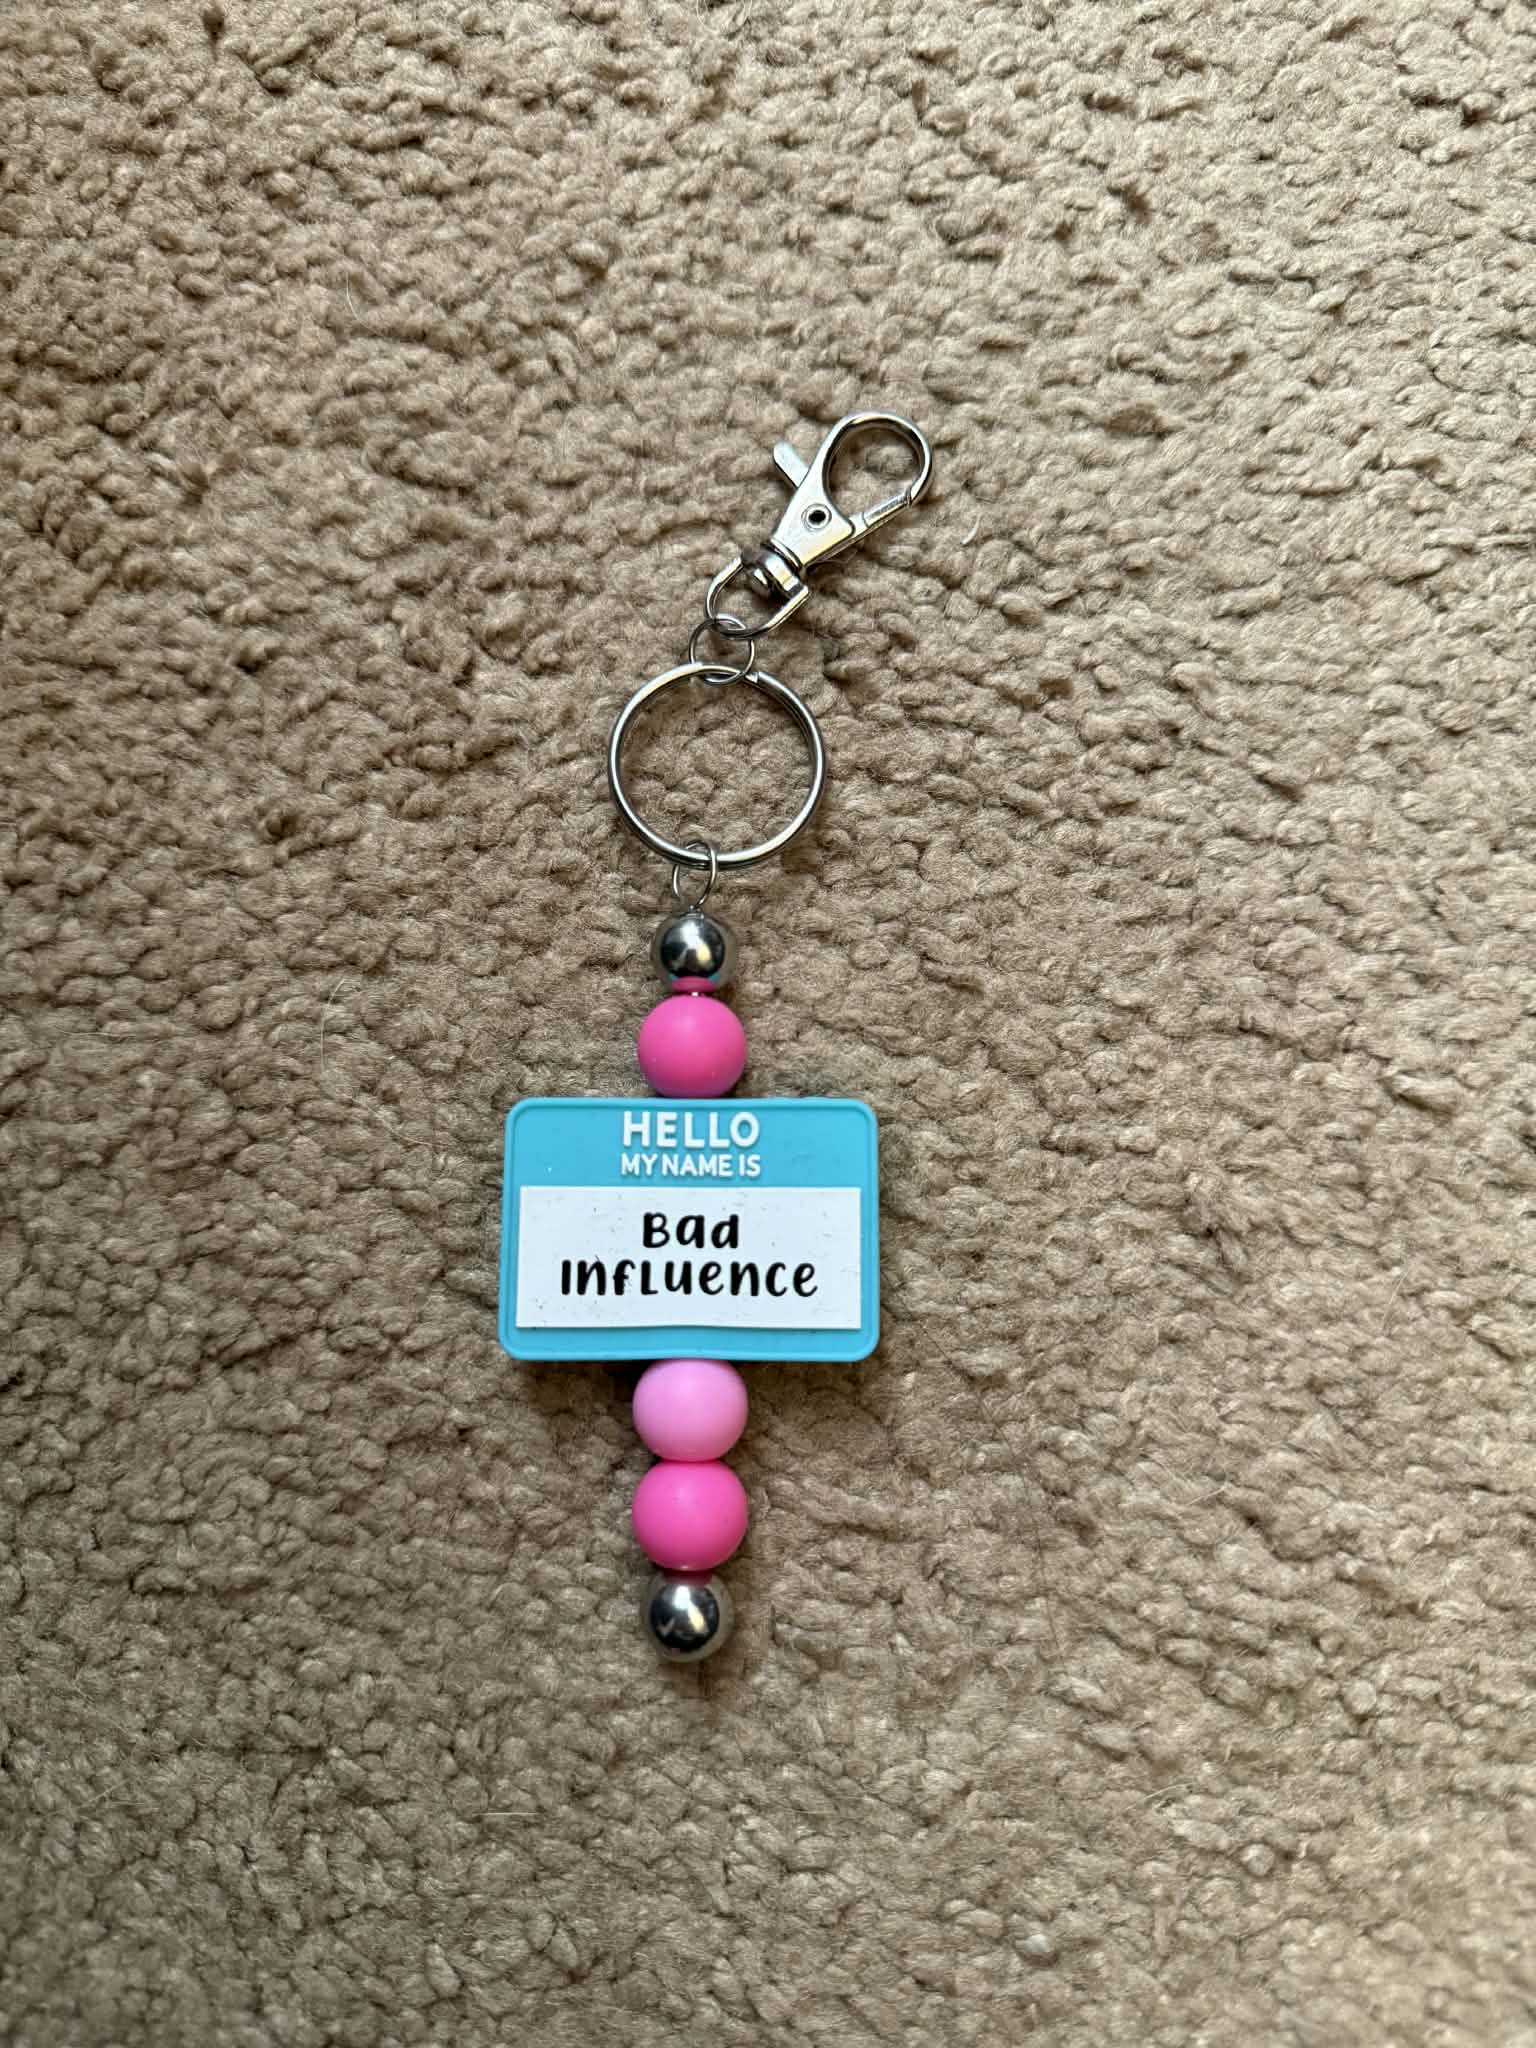 HELLO
MY NAME IS
Bad
Influence